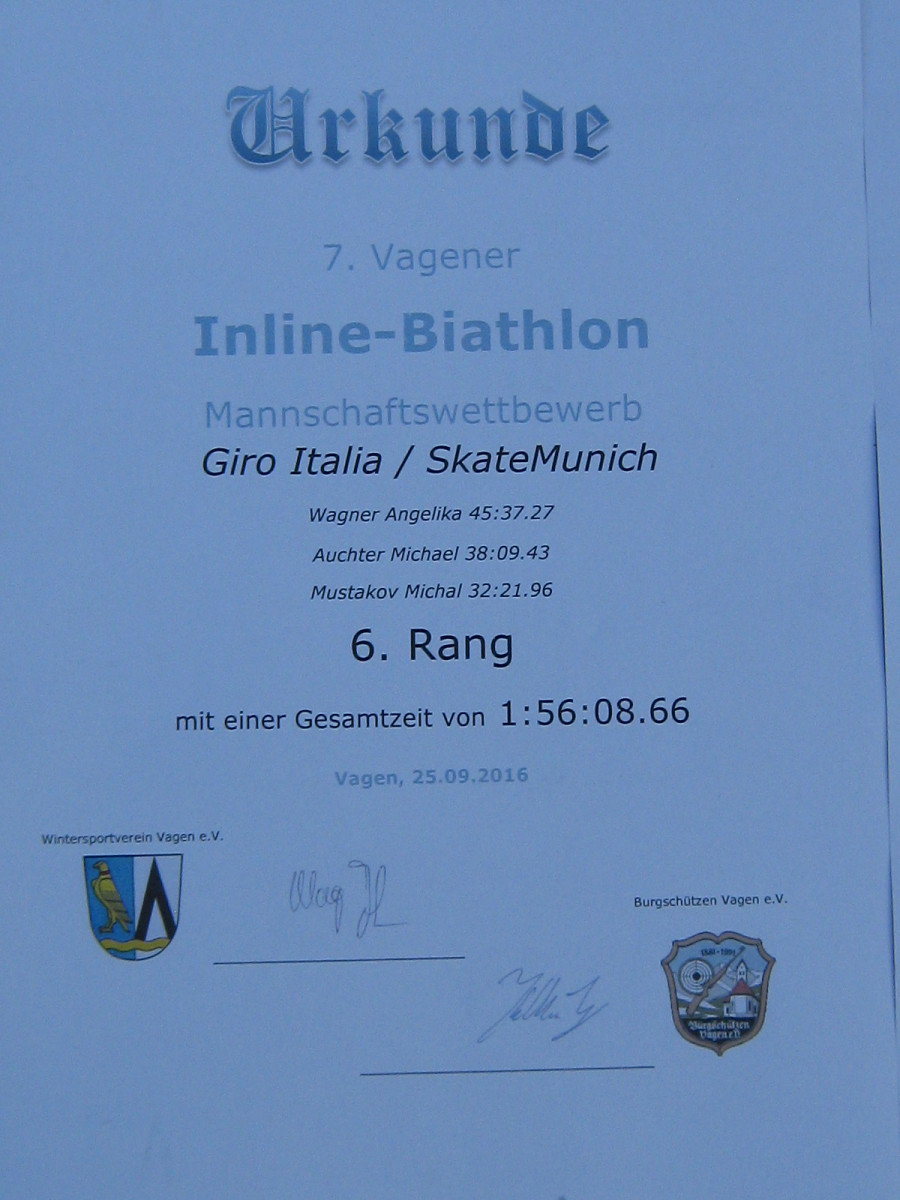 Urkunde
7. Vagener
Inline-Biathlon
Mannschaftswettbewerb
Giro Italia / SkateMunich
Wagner Angelika 45:37.27
Auchter Michael 38:09.43
Mustakov Michal 32:21.96
6. Rang
mit einer Gesamtzeit von 1:56:08.66
Vagen, 25.09.2016
Wintersportverein Vagen e.V.
Burgschützen Vagen e.V.
Burgschützen
Vagen e.V.